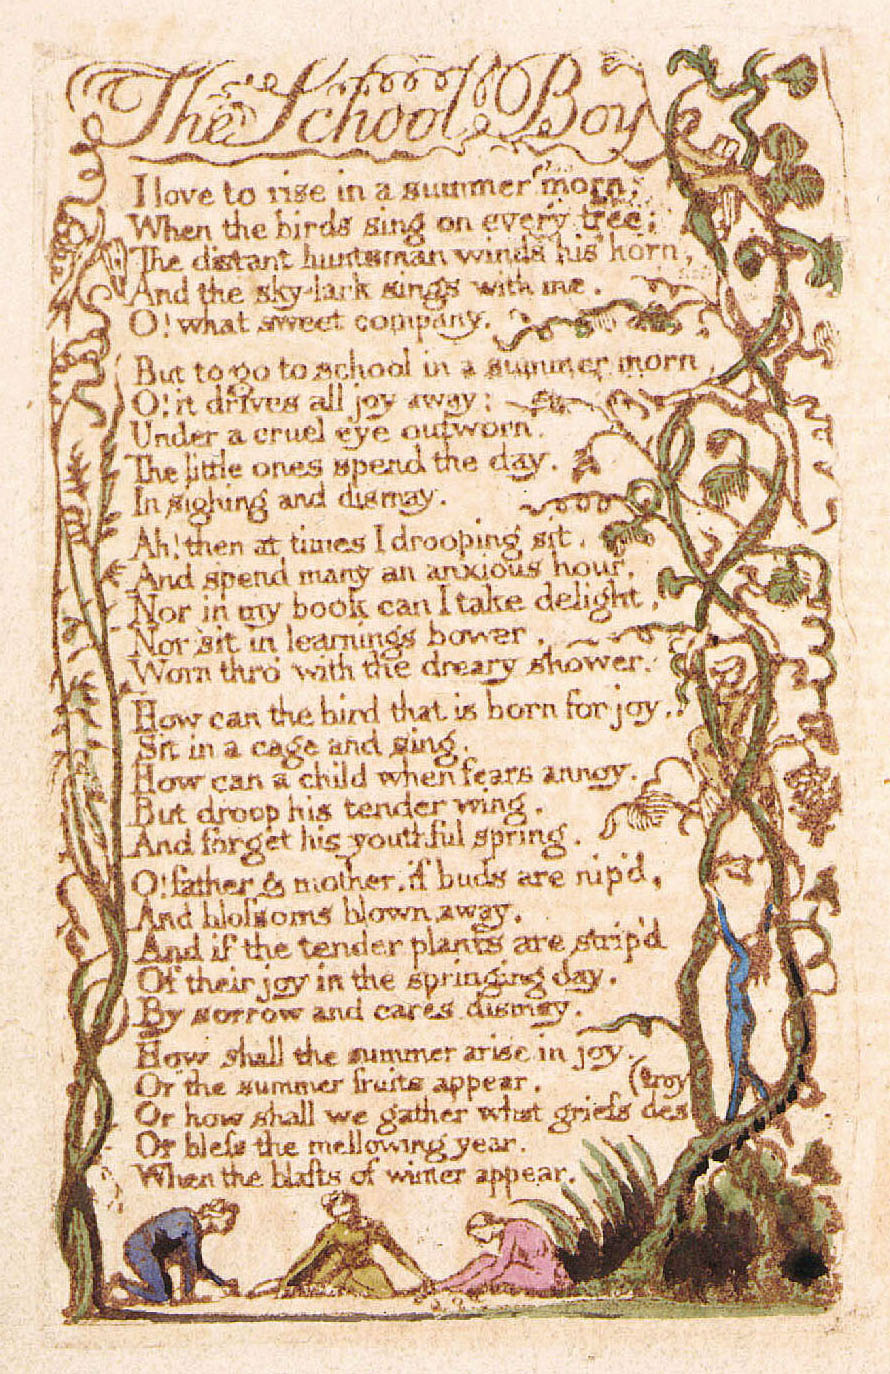 The School Boy
I love to rise in a summer morn,
When the birds sing on every tree;
The distant huntsman winds his horn,
And the sky-lark sings with me.
O! what sweet company.
But to go to school in a summer morn,
O! it drives all joy away;
Under a cruel eye outworn.
The little ones spend the day.
In sighing and dismay.
Ah! then at times I drooping sit,
And spend many an anxious hour,
Nor in my book can I take delight,
Nor sit in learnings bower,
Worn thro' with the dreary shower.
How can the bird that is born for joy,
Sit in a cage and sing.
How can a child when fears annoy.
But droop his tender wing.
And forget his youthful spring.
O! father & mother, if buds are nip'd,
And bloſsoms blown away,
And if the tender plants are strip'd
Of their joy in the springing day,
By sorrow and cares dismay.
How shall the summer arise in joy.
Or the summer fruits appear.
(troy
Or how shall we gather what griefs des
Or bleſs the mellowing year.
When the blasts of winter appear.